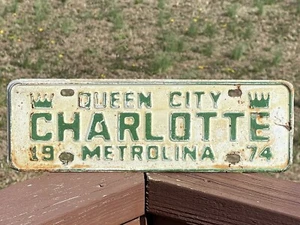 QUEEN CITY
CHARLOTTE
19 METROLINA 74